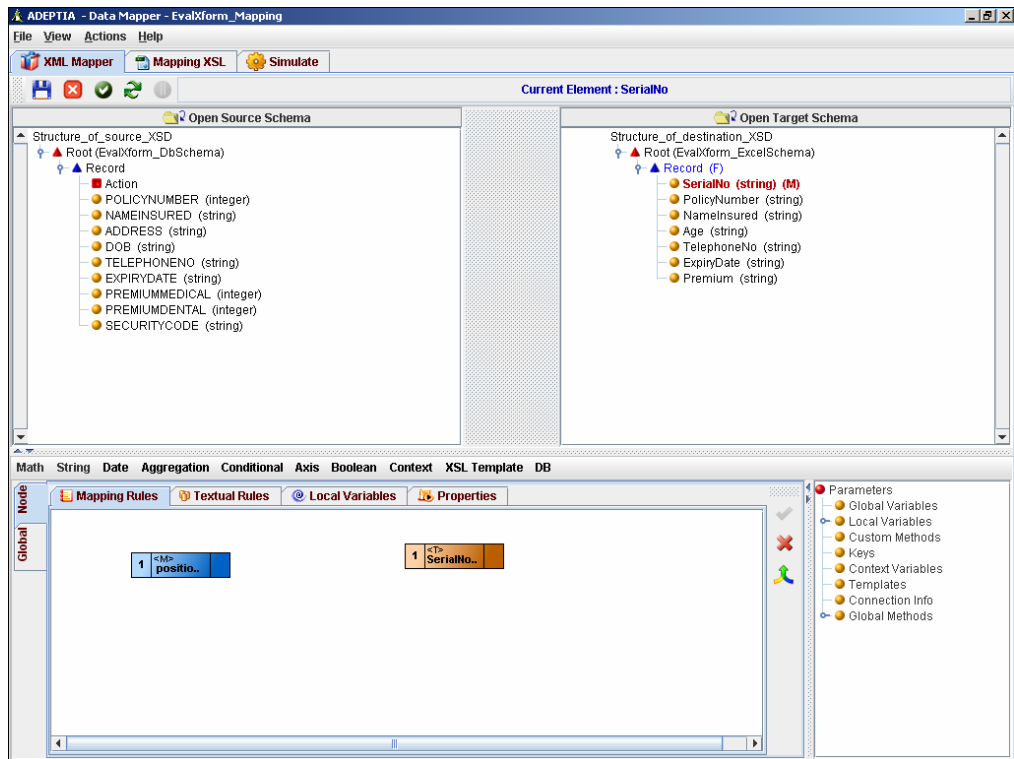 ADEPTIA - Data Mapper - EvalXform_Mapping
File View Actions Help
XML Mapper Mapping XSL Simulate
Current Element : SerialNo
Open Source Schema
Structure_of_source_XSD
Root (EvalXform_DbSchema)
Record
Action
POLICYNUMBER (integer)
NAMEINSURED (string)
ADDRESS (string)
DOB (string)
TELEPHONENO (string)
EXPIRYDATE (string)
PREMIUMMEDICAL (integer)
PREMIUMDENTAL (integer)
SECURITYCODE (string)
Open Target Schema
Structure_of_destination_XSD
Root (EvalXform_ExcelSchema)
Record (F)
SerialNo (string) (M)
PolicyNumber (string)
NameInsured (string)
Age (string)
TelephoneNo (string)
ExpiryDate (string)
Premium (string)
Math String Date Aggregation Conditional Axis Boolean Context XSL Template DB
Node
Global
Mapping Rules Textual Rules Local Variables Properties
1 <M>
positio..
1 <T>
SerialNo..
Parameters
Global Variables
Local Variables
Custom Methods
Keys
Context Variables
Templates
Connection Info
Global Methods